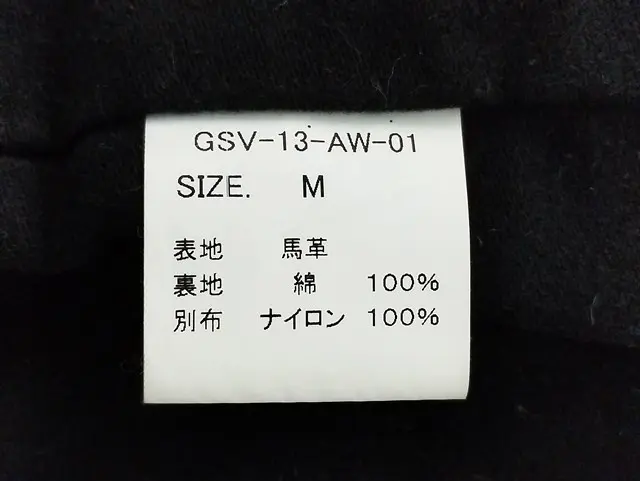 GSV-13-AW-01
SIZE. M
表地 馬革
裏地 綿 100%
別布 ナイロン 100%